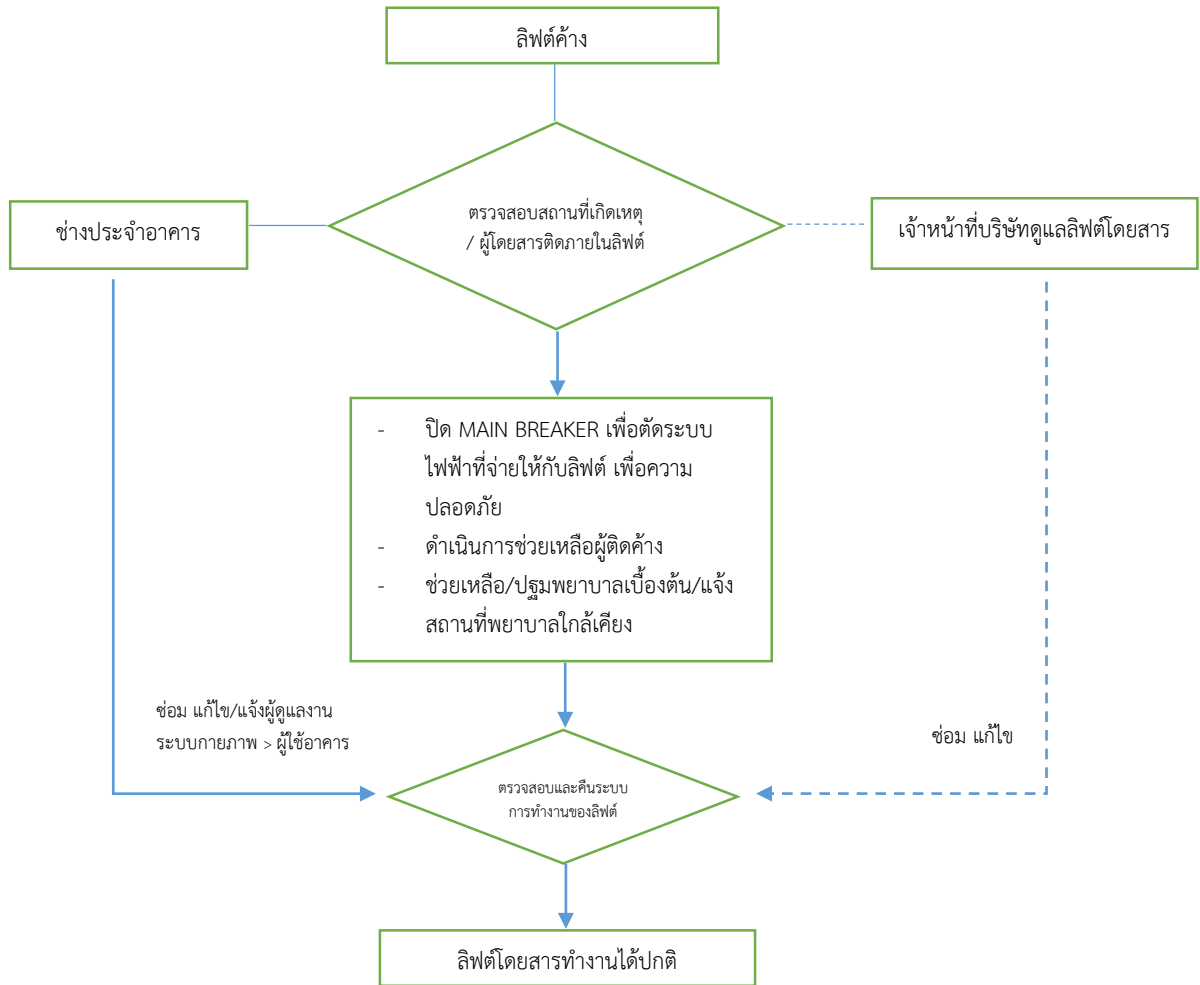 ลิฟต์ค้าง
ตรวจสอบสถานที่เกิดเหตุ
/ ผู้โดยสารติดภายในลิฟต์
ช่างประจำอาคาร
เจ้าหน้าที่บริษัทดูแลลิฟต์โดยสาร
- ปิด MAIN BREAKER เพื่อตัดระบบ
ไฟฟ้าที่จ่ายให้กับลิฟต์ เพื่อความ
ปลอดภัย
- ดำเนินการช่วยเหลือผู้ติดค้าง
- ช่วยเหลือ/ปฐมพยาบาลเบื้องต้น/แจ้ง
สถานที่พยาบาลใกล้เคียง
ซ่อม แก้ไข/แจ้งผู้ดูแลงาน
ระบบกายภาพ > ผู้ใช้อาคาร
ซ่อม แก้ไข
ตรวจสอบและคืนระบบ
การทำงานของลิฟต์
ลิฟต์โดยสารทำงานได้ปกติ